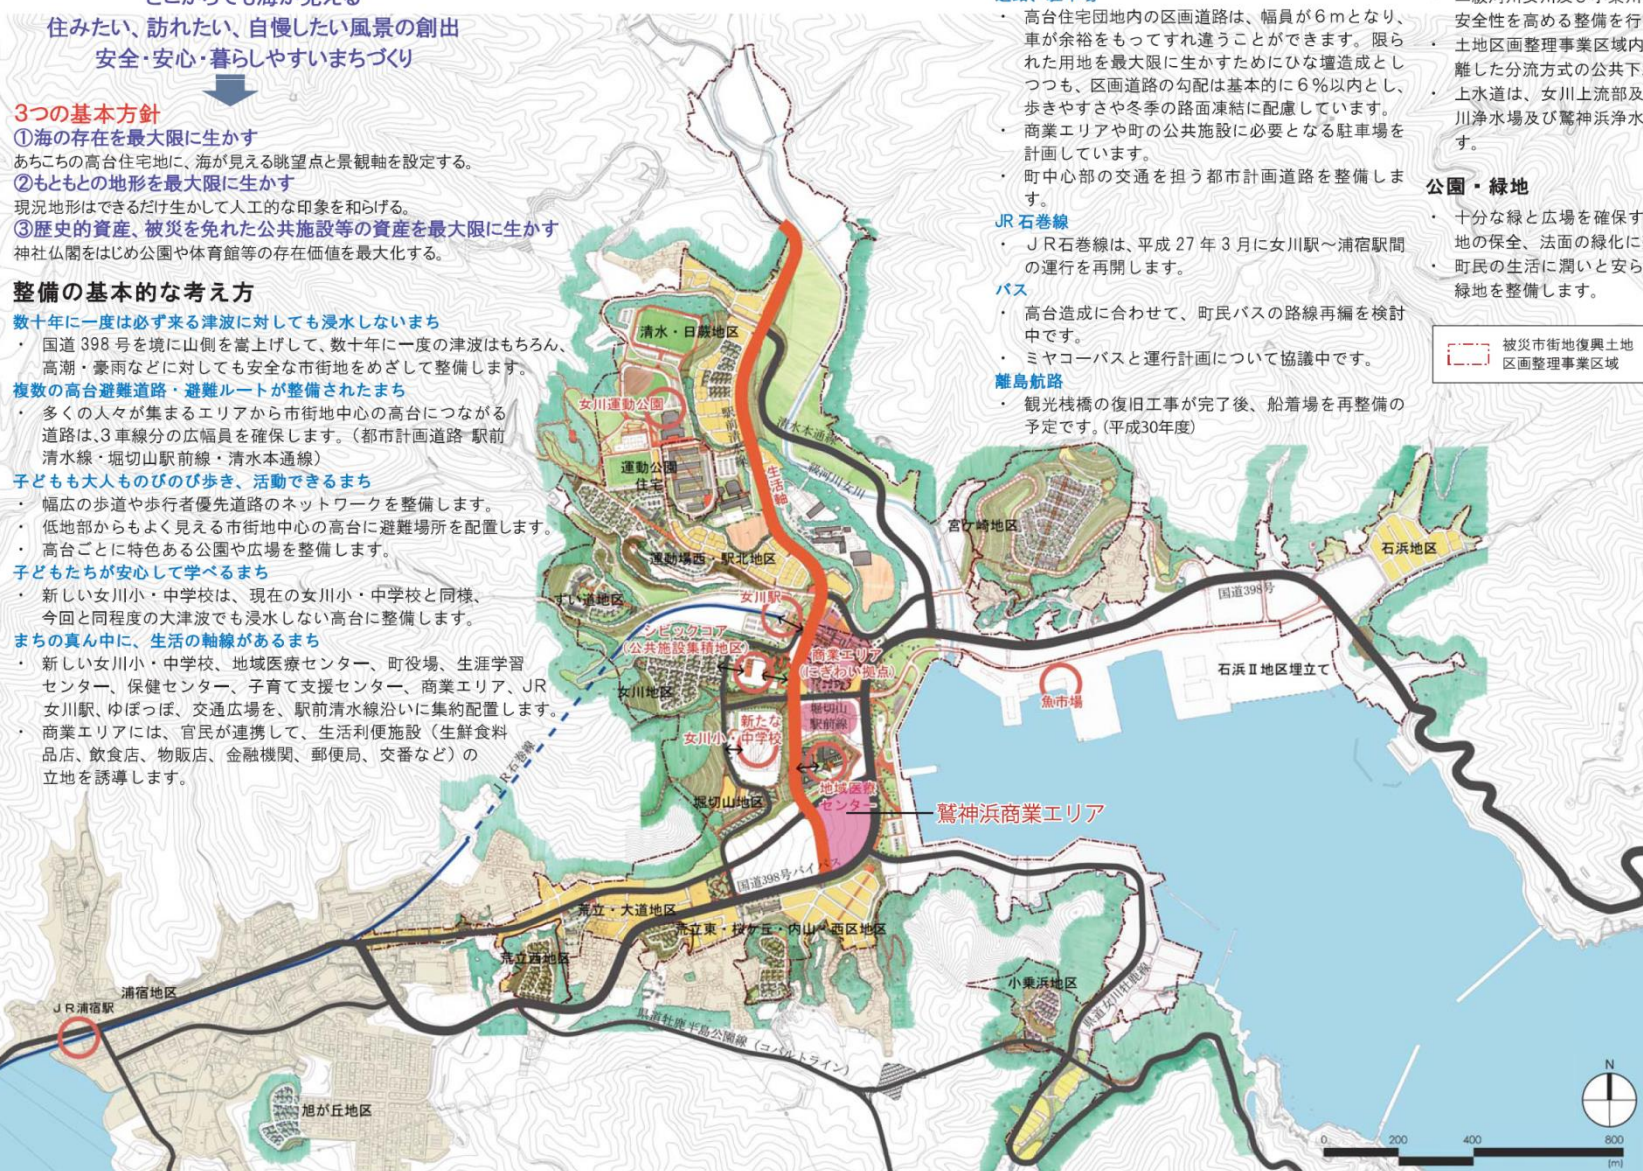 どこからでも海が見える
住みたい、訪れたい、自慢したい風景の創出
安全・安心・暮らしやすいまちづくり
3つの基本方針
①海の存在を最大限に生かす
あちこちの高台住宅地に、海が見える眺望点と景観軸を設定する。
②もともとの地形を最大限に生かす
現況地形はできるだけ生かして人工的な印象を和らげる。
③歴史的資産、被災を免れた公共施設等の資産を最大限に生かす
神社仏閣をはじめ公園や体育館等の存在価値を最大化する。
整備の基本的な考え方
数十年に一度は必ず来る津波に対しても浸水しないまち
・ 国道 398 号を境に山側を嵩上げして、数十年に一度の津波はもちろん、
高潮・豪雨などに対しても安全な市街地をめざして整備します。
複数の高台避難道路・避難ルートが整備されたまち
・ 多くの人々が集まるエリアから市街地中心の高台につながる
道路は、3 車線分の広幅員を確保します。（都市計画道路 駅前
清水線・堀切山駅前線・清水本通線）
子どもも大人ものびのび歩き、活動できるまち
・ 幅広の歩道や歩行者優先道路のネットワークを整備します。
・ 低地部からもよく見える市街地中心の高台に避難場所を配置します。
・ 高台ごとに特色ある公園や広場を整備します。
子どもたちが安心して学べるまち
・ 新しい女川小・中学校は、現在の女川小・中学校と同様、
今回と同程度の大津波でも浸水しない高台に整備します。
まちの真ん中に、生活の軸線があるまち
・ 新しい女川小・中学校、地域医療センター、町役場、生涯学習
センター、保健センター、子育て支援センター、商業エリア、JR
女川駅、ゆぽっぽ、交通広場を、駅前清水線沿いに集約配置します。
・ 商業エリアには、官民が連携して、生活利便施設（生鮮食料
品店、飲食店、物販店、金融機関、郵便局、交番など）の
立地を誘導します。
・ 高台住宅団地内の区画道路は、幅員が６ｍとなり、
車が余裕をもってすれ違うことができます。限ら
れた用地を最大限に生かすためにひな壇造成とし
つつも、区画道路の勾配は基本的に６％以内とし、
歩きやすさや冬季の路面凍結に配慮しています。
・ 商業エリアや町の公共施設に必要となる駐車場を
計画しています。
・ 町中心部の交通を担う都市計画道路を整備しま
す。
JR 石巻線
・ ＪＲ石巻線は、平成 27 年 3 月に女川駅～浦宿駅間
の運行を再開します。
バス
・ 高台造成に合わせて、町民バスの路線再編を検討
中です。
・ ミヤコーバスと運行計画について協議中です。
離島航路
・ 観光桟橋の復旧工事が完了後、船着場を再整備の
予定です。(平成30年度)
安全性を高める整備を行
・ 土地区画整理事業区域内
離した分流方式の公共下
・ 上水道は、女川上流部及
川浄水場及び鷲神浜浄水
す。
公園・緑地
・ 十分な緑と広場を確保す
地の保全、法面の緑化に
・ 町民の生活に潤いと安ら
緑地を整備します。
被災市街地復興土地
区画整理事業区域
清水・日蕨地区
女川運動公園
駅前清水線
清水本通線
運動公園
住宅
生活軸
二級河川女川
宮ケ崎地区
石浜地区
運動場西・駅北地区
すい道地区
女川駅
国道398号
シビックコア
(公共施設集積地区)
商業エリア
(にぎわい拠点)
石浜Ⅱ地区埋立て
女川地区
魚市場
堀切山
駅前線
新たな
女川小・中学校
JR石巻線
地域医療
センター
堀切山地区
鷲神浜商業エリア
国道398号バイパス
荒立・大道地区
荒立東・桜ケ丘・内山・西区地区
荒立西地区
浦宿地区
ＪＲ浦宿駅
小乗浜地区
県道女川牡鹿線
県道牡鹿半島公園線（コバルトライン）
旭が丘地区
N
0 200 400 800
(m)